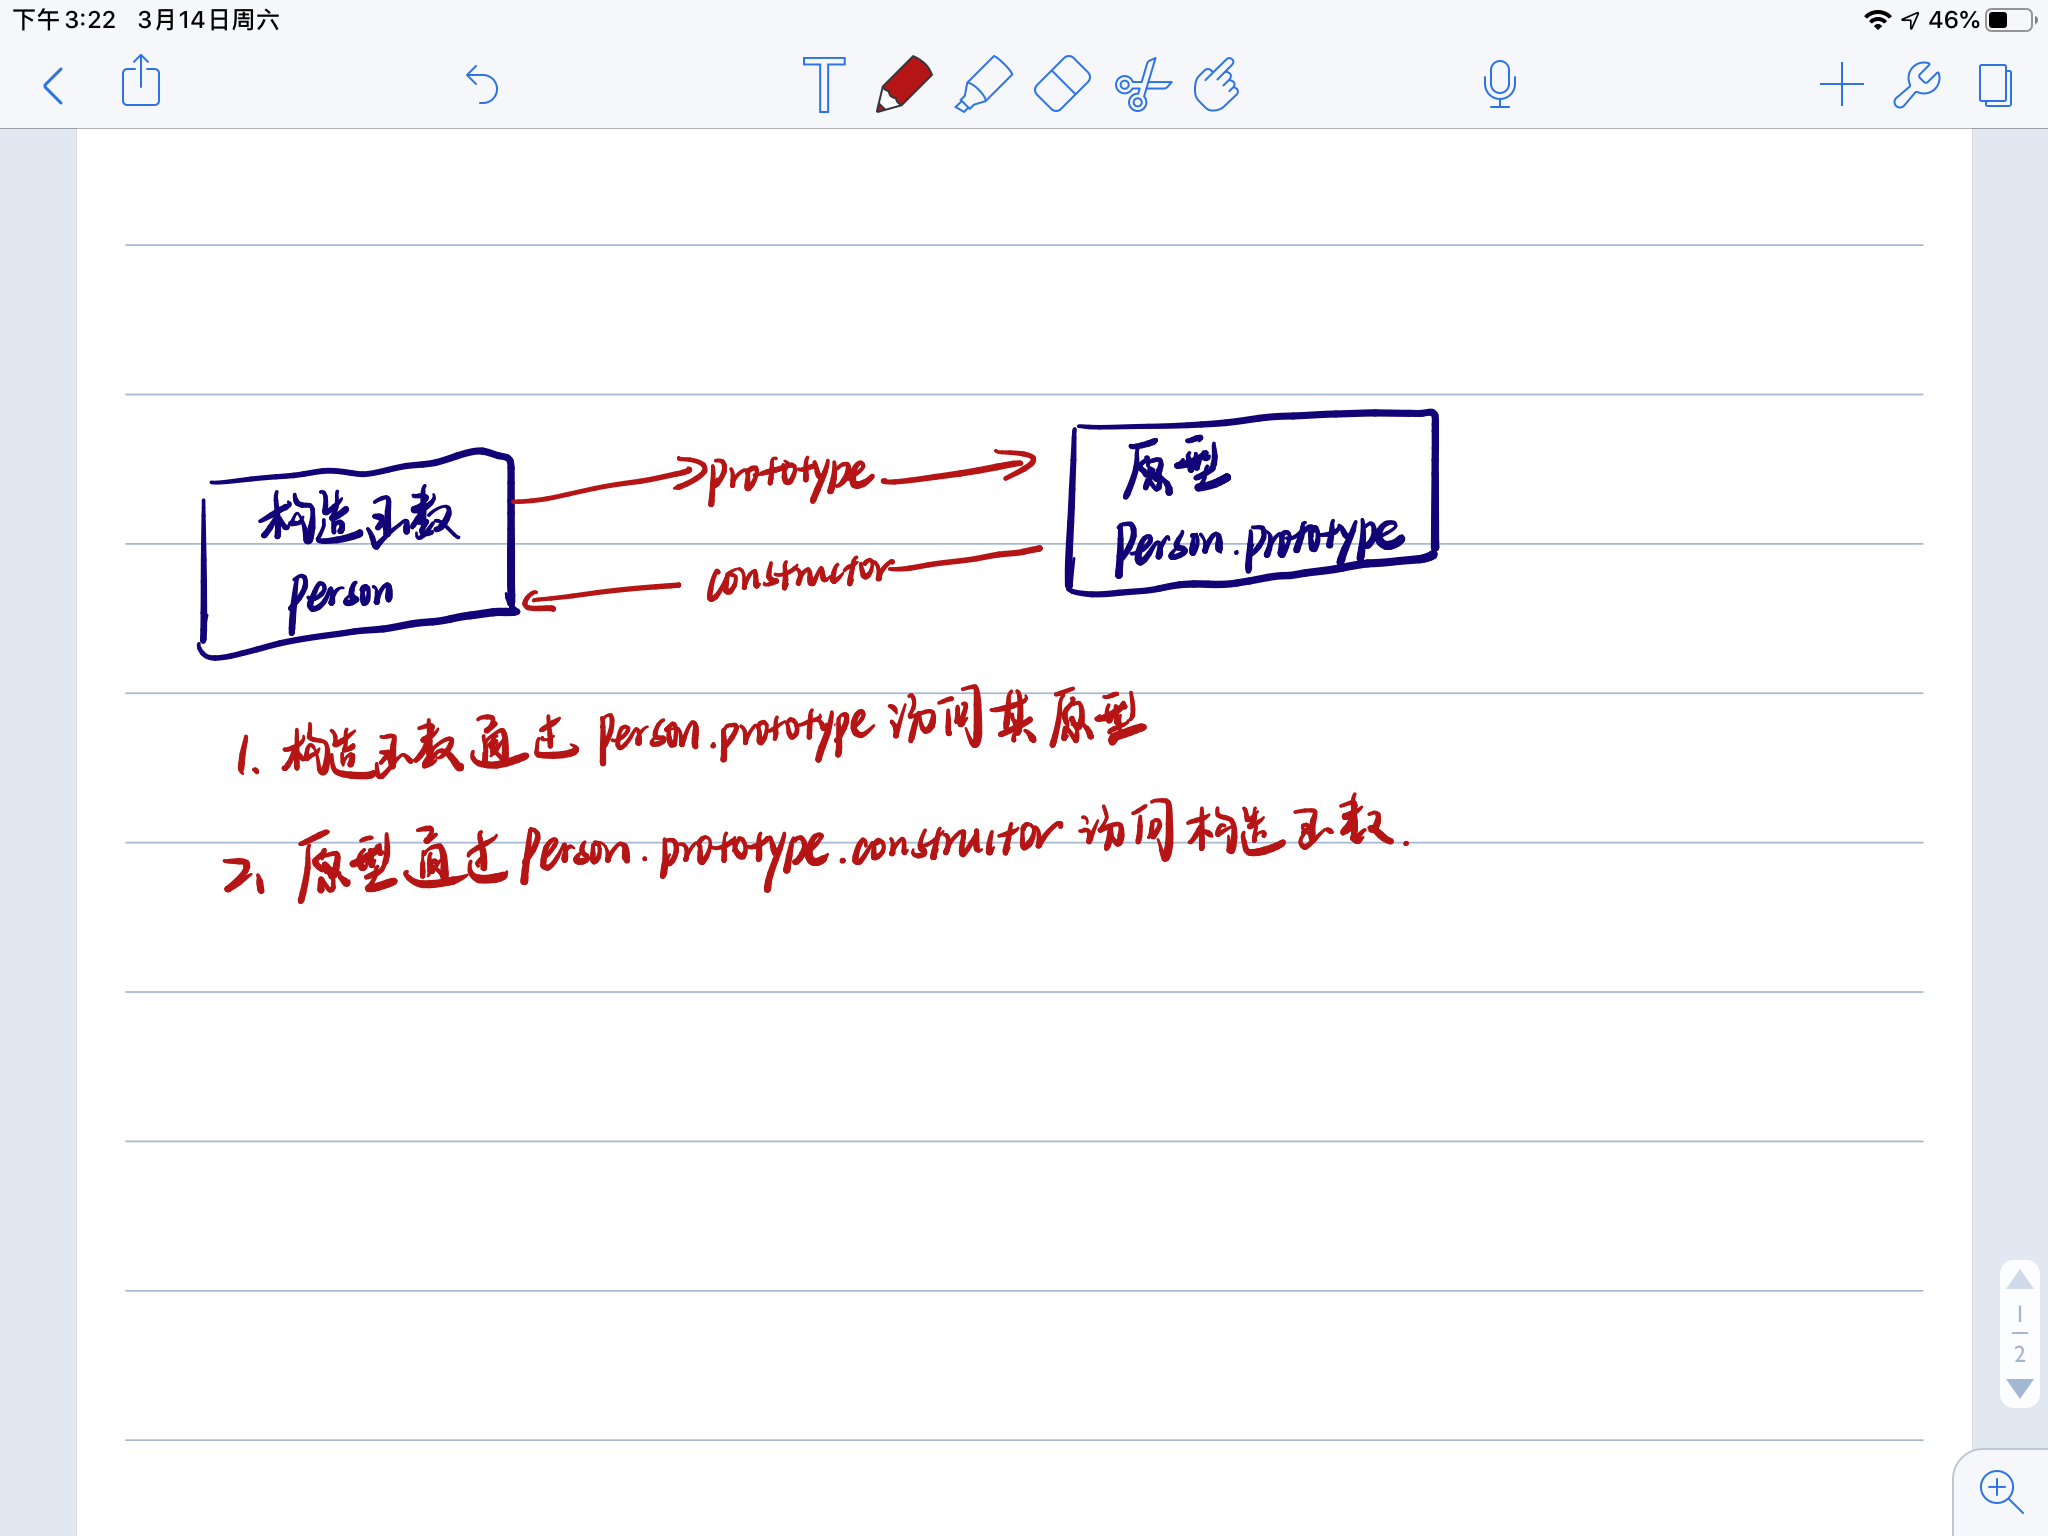 下午3:22 3月14日周六
46%
构造函数
Person
prototype
constructor
原型
Person.prototype
1. 构造函数通过 Person.prototype 访问其原型
2、原型通过 Person.prototype.constructor 访问构造函数.
1
2